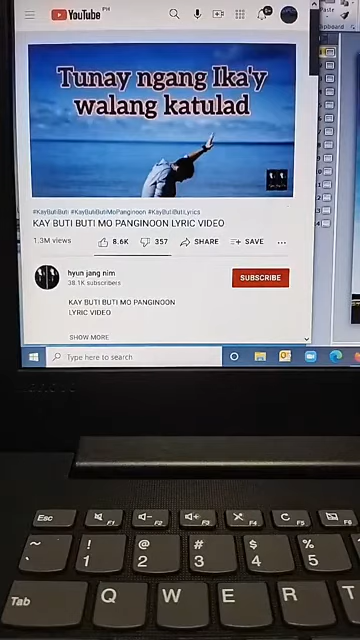 YouTube PH
9+
Paste
Tunay ngang Ika'y
walang katulad
#KayButiButi #KayButiButiMoPanginoon #KayButiButiLyrics
KAY BUTI BUTI MO PANGINOON LYRIC VIDEO
1.3M views 8.6K 357 SHARE SAVE
hyun jang nim
38.1K subscribers
SUBSCRIBE
KAY BUTI BUTI MO PANGINOON
LYRIC VIDEO
SHOW MORE
Type here to search
Esc F1 F2 F3 F4 F5 F6
~ ! @ # $ %
` 1 2 3 4 5
Tab Q W E R T